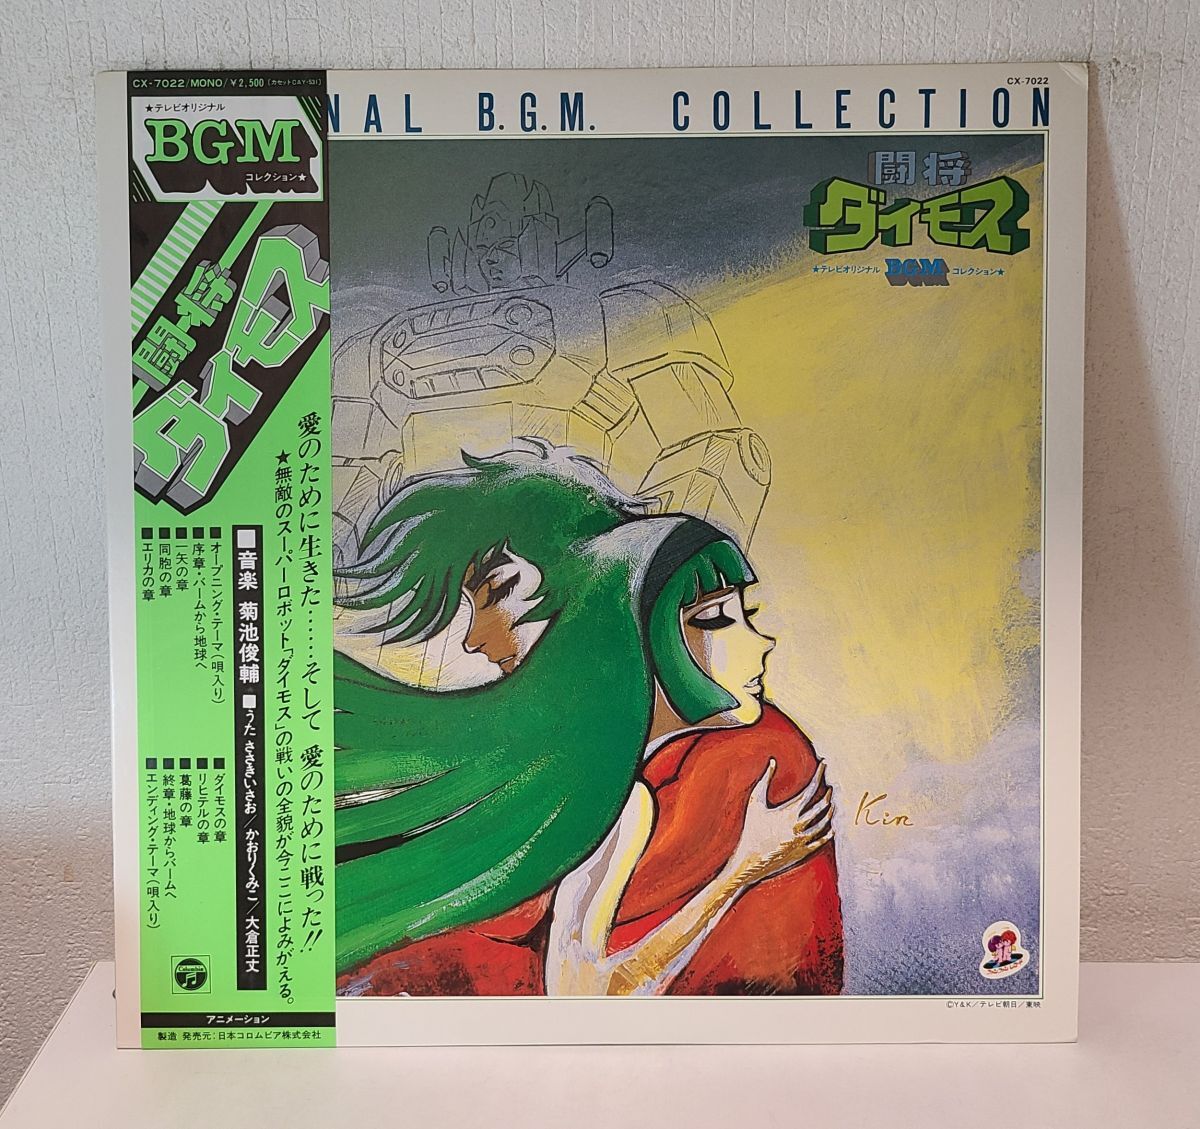 CX-7022/MONO/¥2,500〔カセットCAY-531〕
★テレビオリジナル
BGM
コレクション★
闘将
ダイモス
愛のために生きた……そして 愛のために戦った!!
★無敵のスーパーロボット「ダイモス」の戦いの全貌が今ここによみがえる。
■音楽 菊池俊輔 ■うた ささきいさお/かおりくみこ/大倉正丈
■オープニング・テーマ(唄入り)
■序章・バームから地球へ
■一矢の章
■同胞の章
■エリカの章
■ダイモスの章
■リヒテルの章
■葛藤の章
■終章・地球からバームへ
■エンディング・テーマ(唄入り)
Columbia
アニメーション
製造 発売元:日本コロムビア株式会社
CX-7022
NAL B.G.M. COLLECTION
闘将
ダイモス
★テレビオリジナル BGM コレクション★
Kin
©Y&K/テレビ朝日/東映